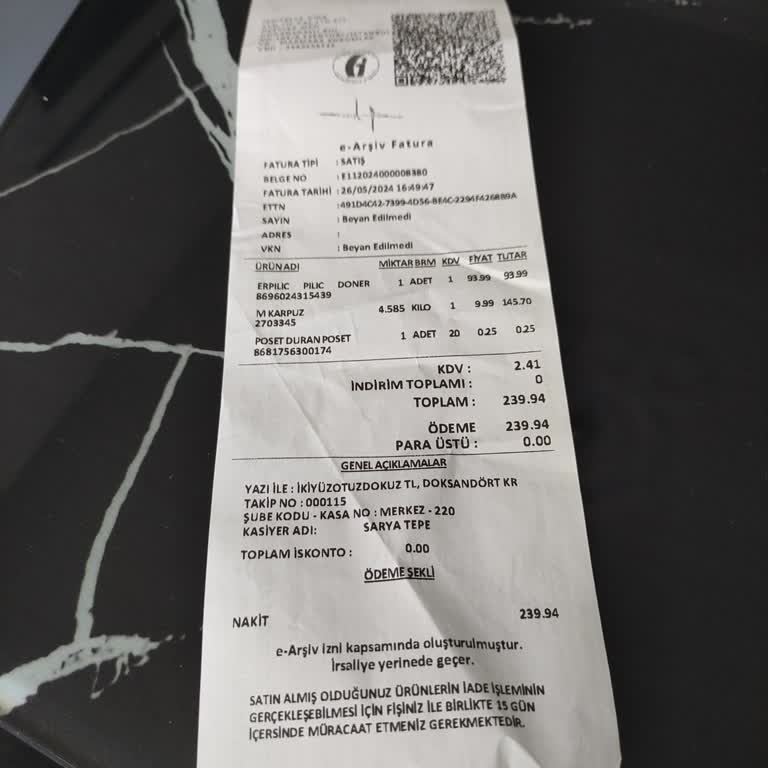 e-Arşiv Fatura
FATURA TİPİ : SATIŞ
BELGE NO : E112024000008380
FATURA TARİHİ : 26/05/2024 16:49:47
ETTN :491D4C42-7399-4D56-8E4C-2294F426889A
SAYIN : Beyan Edilmedi
ADRES :
VKN : Beyan Edilmedi
ÜRÜN ADI MİKTAR BRM KDV FİYAT TUTAR
ERPILIC PILIC DONER 1 ADET 1 93.99 93.99
8696024315439
M KARPUZ 4.585 KILO 1 9.99 145.70
2703345
POSET DURAN POSET 1 ADET 20 0.25 0.25
8681756300174
KDV : 2.41
İNDİRİM TOPLAMI : 0
TOPLAM : 239.94
ÖDEME 239.94
PARA ÜSTÜ : 0.00
GENEL AÇIKLAMALAR
YAZI İLE : İKİYÜZOTUZDOKUZ TL, DOKSANDÖRT KR
TAKİP NO : 000115
ŞUBE KODU - KASA NO : MERKEZ - 220
KASİYER ADI: SARYA TEPE
TOPLAM İSKONTO : 0.00
ÖDEME ŞEKLİ
NAKİT 239.94
e-Arşiv izni kapsamında oluşturulmuştur.
İrsaliye yerinede geçer.
SATIN ALMIŞ OLDUĞUNUZ ÜRÜNLERİN İADE İŞLEMİNİN
GERÇEKLEŞEBİLMESİ İÇİN FİŞİNİZ İLE BİRLİKTE 15 GÜN
İÇERSİNDE MÜRACAAT ETMENİZ GEREKMEKTEDİR.